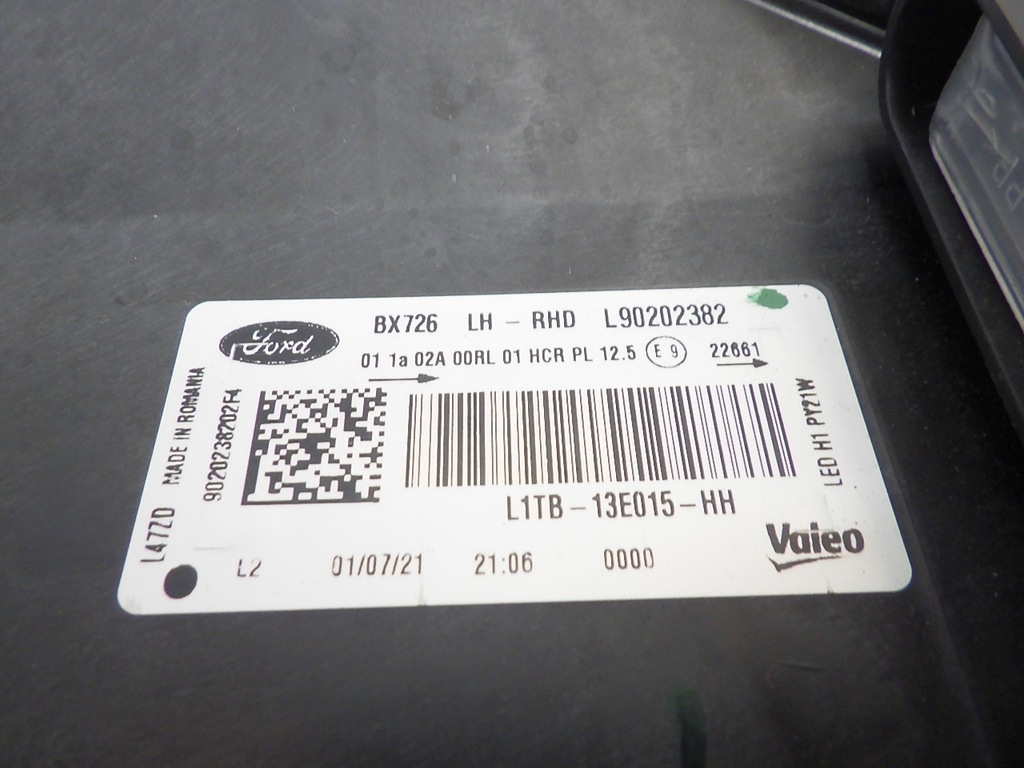 Ford
BX726 LH - RHD L90202382
01 1a 02A 00RL 01 HCR PL 12.5 E 9 22661
L47ZD MADE IN ROMANIA
9020238202F4
LED H1 PY21W
L1TB-13E015-HH
Valeo
L2 01/07/21 21:06 0000